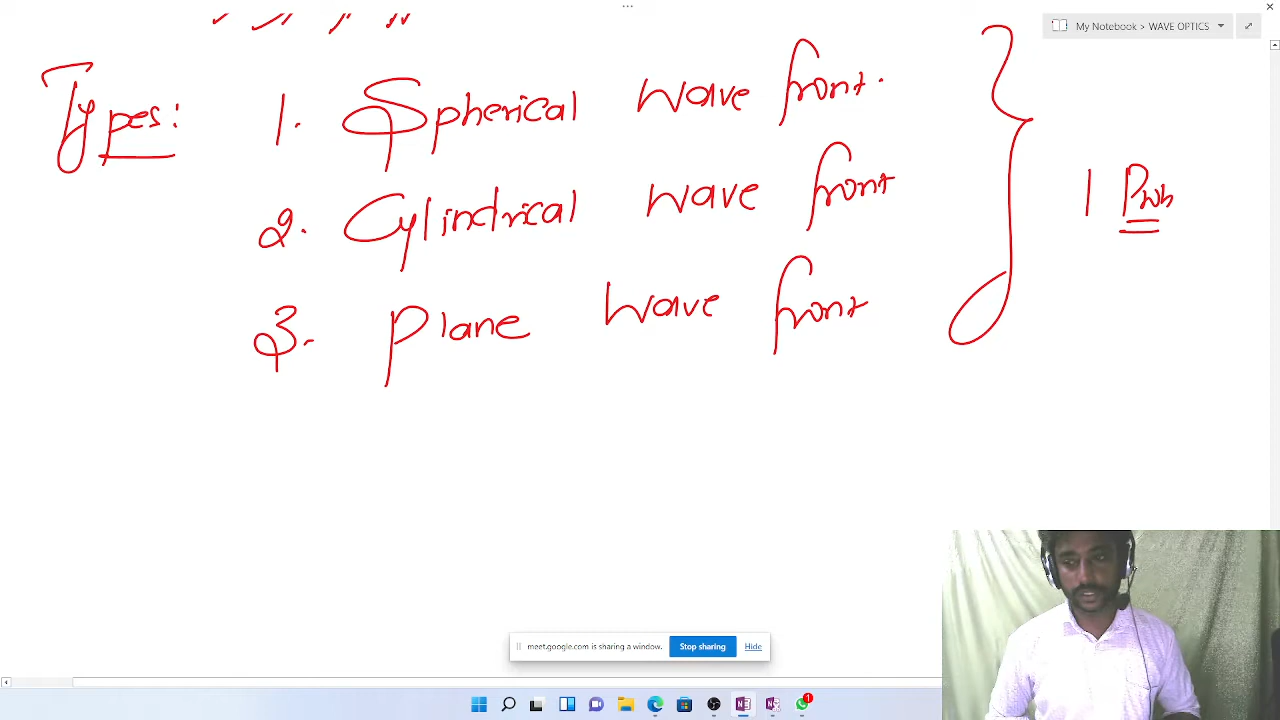 My Notebook > WAVE OPTICS
Types: 1. Spherical wave front.
2. Cylindrical wave front
3. Plane wave front
1
meet.google.com is sharing a window. Stop sharing Hide
1